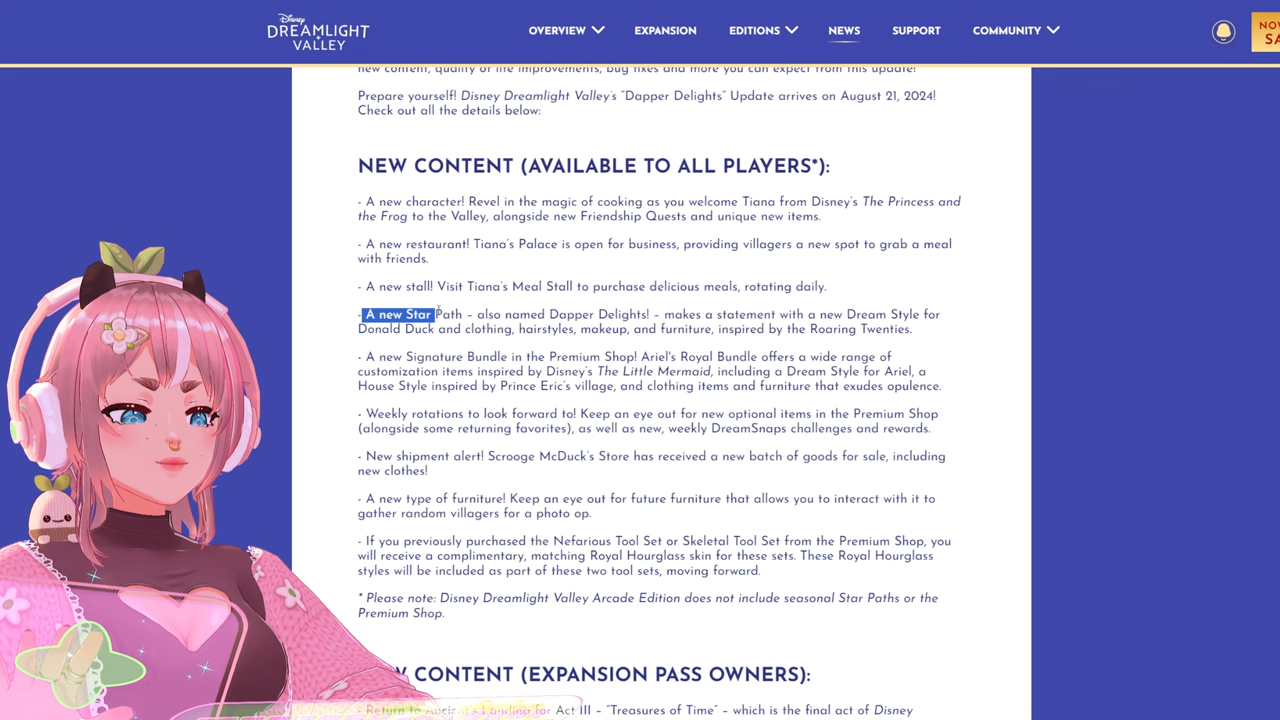 Disney
DREAMLIGHT
VALLEY
OVERVIEW
EXPANSION
EDITIONS
NEWS
SUPPORT
COMMUNITY
new content, quality of life improvements, bug fixes and more you can expect from this update!
Prepare yourself! Disney Dreamlight Valley's "Dapper Delights" Update arrives on August 21, 2024!
Check out all the details below:
NEW CONTENT (AVAILABLE TO ALL PLAYERS*):
- A new character! Revel in the magic of cooking as you welcome Tiana from Disney's The Princess and
the Frog to the Valley, alongside new Friendship Quests and unique new items.
- A new restaurant! Tiana's Palace is open for business, providing villagers a new spot to grab a meal
with friends.
- A new stall! Visit Tiana's Meal Stall to purchase delicious meals, rotating daily.
- A new Star Path – also named Dapper Delights! – makes a statement with a new Dream Style for
Donald Duck and clothing, hairstyles, makeup, and furniture, inspired by the Roaring Twenties.
- A new Signature Bundle in the Premium Shop! Ariel's Royal Bundle offers a wide range of
customization items inspired by Disney's The Little Mermaid, including a Dream Style for Ariel, a
House Style inspired by Prince Eric's village, and clothing items and furniture that exudes opulence.
- Weekly rotations to look forward to! Keep an eye out for new optional items in the Premium Shop
(alongside some returning favorites), as well as new, weekly DreamSnaps challenges and rewards.
- New shipment alert! Scrooge McDuck's Store has received a new batch of goods for sale, including
new clothes!
- A new type of furniture! Keep an eye out for future furniture that allows you to interact with it to
gather random villagers for a photo op.
- If you previously purchased the Nefarious Tool Set or Skeletal Tool Set from the Premium Shop, you
will receive a complimentary, matching Royal Hourglass skin for these sets. These Royal Hourglass
styles will be included as part of these two tool sets, moving forward.
* Please note: Disney Dreamlight Valley Arcade Edition does not include seasonal Star Paths or the
Premium Shop.
CONTENT (EXPANSION PASS OWNERS):
- Return to Ancient's Landing for Act III – "Treasures of Time" – which is the final act of Disney